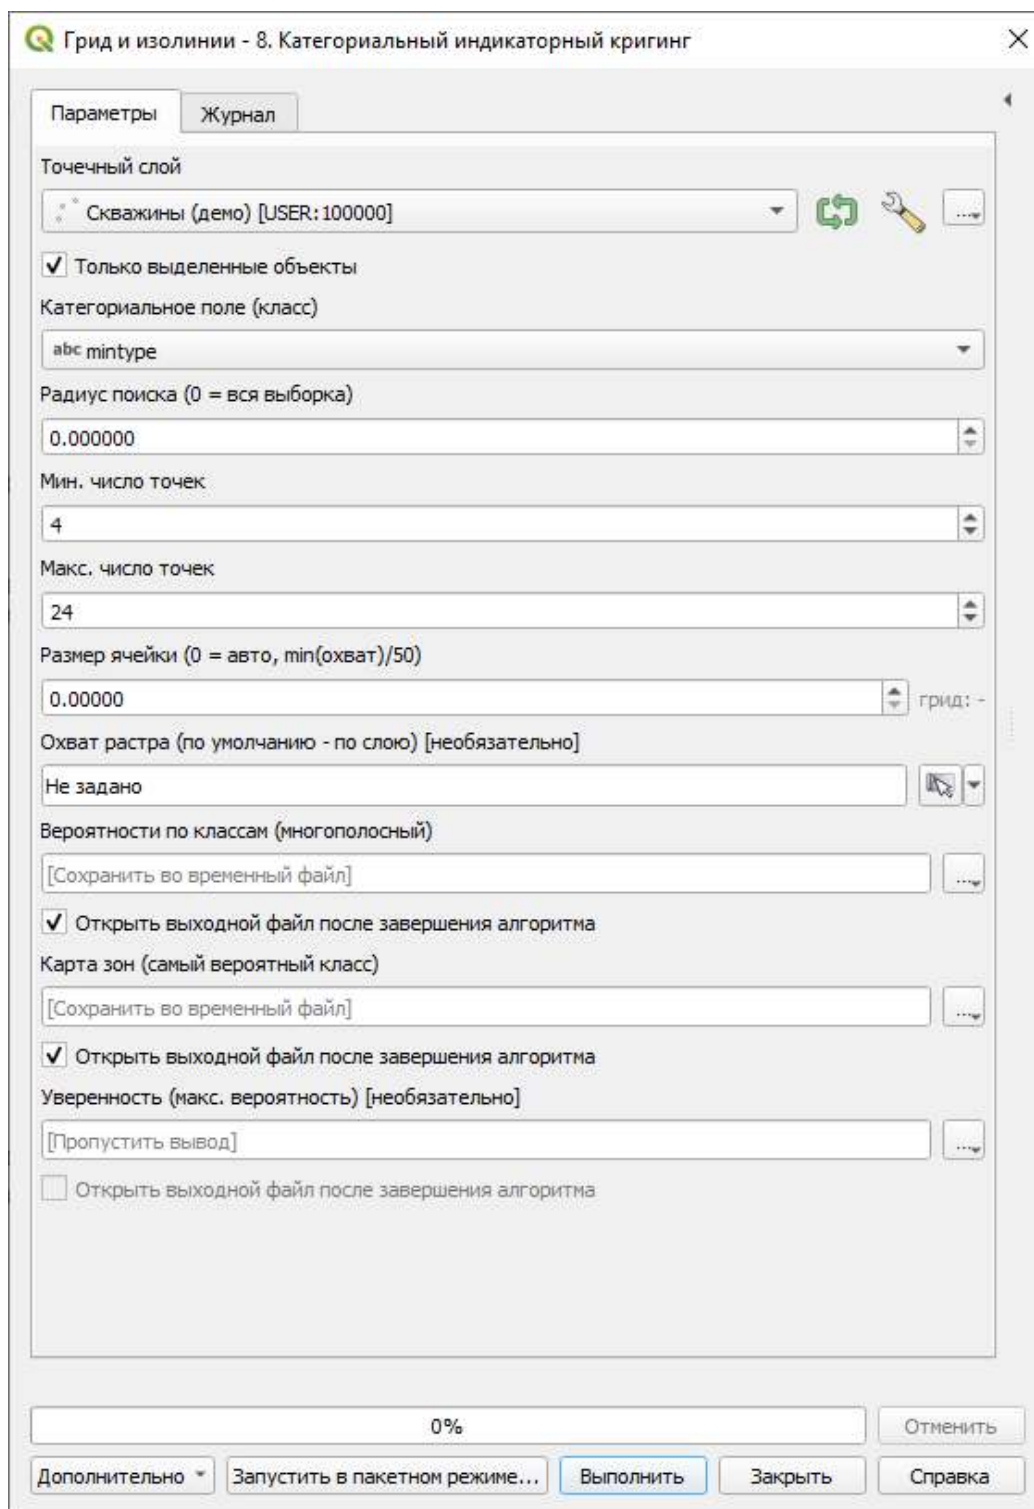 Грид и изолинии - 8. Категориальный индикаторный кригинг
Параметры
Журнал
Точечный слой
Скважины (демо) [USER:100000]
...
Только выделенные объекты
Категориальное поле (класс)
abc mintype
Радиус поиска (0 = вся выборка)
0.000000
Мин. число точек
4
Макс. число точек
24
Размер ячейки (0 = авто, min(охват)/50)
0.00000
грид: -
Охват растра (по умолчанию - по слою) [необязательно]
Не задано
Вероятности по классам (многополосный)
[Сохранить во временный файл]
...
Открыть выходной файл после завершения алгоритма
Карта зон (самый вероятный класс)
[Сохранить во временный файл]
...
Открыть выходной файл после завершения алгоритма
Уверенность (макс. вероятность) [необязательно]
[Пропустить вывод]
...
Открыть выходной файл после завершения алгоритма
0%
Отменить
Дополнительно
Запустить в пакетном режиме...
Выполнить
Закрыть
Справка